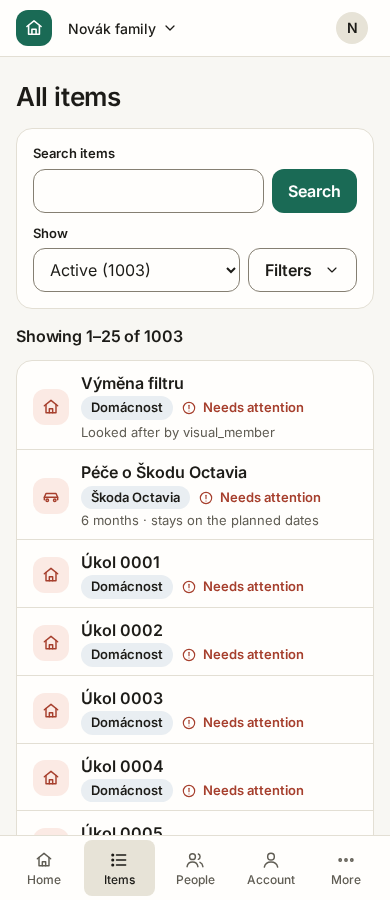 Novák family
N
All items
Search items
Search
Show
Active (1003)
Filters
Showing 1–25 of 1003
Výměna filtru
Domácnost
Needs attention
Looked after by visual_member
Péče o Škodu Octavia
Škoda Octavia
Needs attention
6 months · stays on the planned dates
Úkol 0001
Domácnost
Needs attention
Úkol 0002
Domácnost
Needs attention
Úkol 0003
Domácnost
Needs attention
Úkol 0004
Domácnost
Needs attention
Úkol 0005
Home
Items
People
Account
More